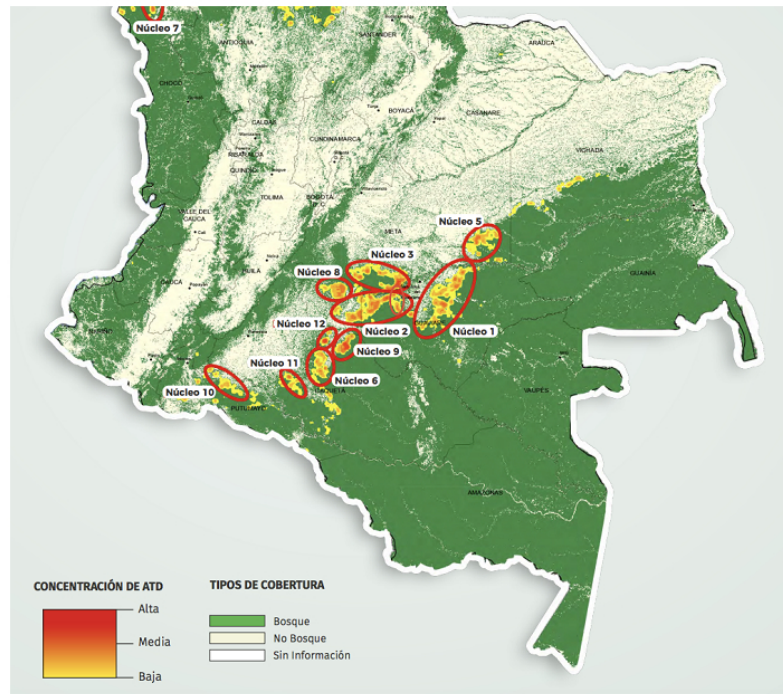 Núcleo 7
ANTIOQUIA
SANTANDER
ARAUCA
CHOCÓ
BOYACÁ
CALDAS
CASANARE
CUNDINAMARCA
RISARALDA
VICHADA
QUINDÍO
BOGOTÁ
D.C.
TOLIMA
VALLE DEL
CAUCA
META
Núcleo 5
Núcleo 3
HUILA
Núcleo 8
GUAINÍA
CAUCA
NARIÑO
Núcleo 12
Núcleo 2
Núcleo 1
Núcleo 9
Núcleo 11
Núcleo 6
Núcleo 10
CAQUETÁ
VAUPÉS
PUTUMAYO
AMAZONAS
CONCENTRACIÓN DE ATD
Alta
Media
Baja
TIPOS DE COBERTURA
Bosque
No Bosque
Sin Información